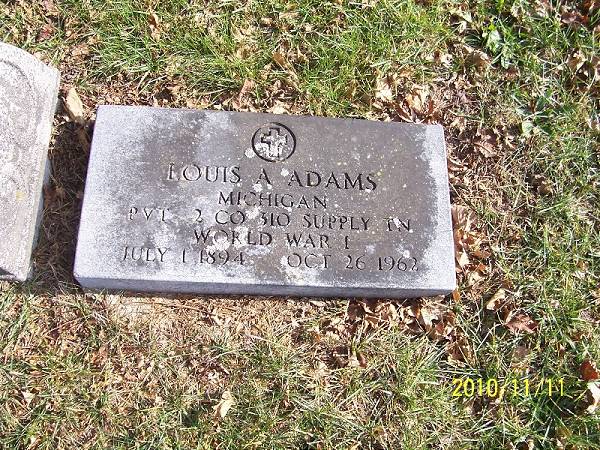 LOUIS A ADAMS
MICHIGAN
PVT 2 CO 310 SUPPLY TN
WORLD WAR I
JULY 1 1894 OCT 26 1962
2010/11/11